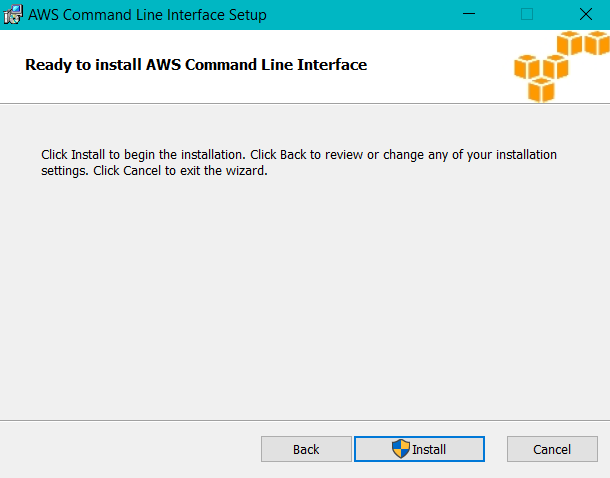 AWS Command Line Interface Setup
Ready to install AWS Command Line Interface
Click Install to begin the installation. Click Back to review or change any of your installation
settings. Click Cancel to exit the wizard.
Back Install Cancel